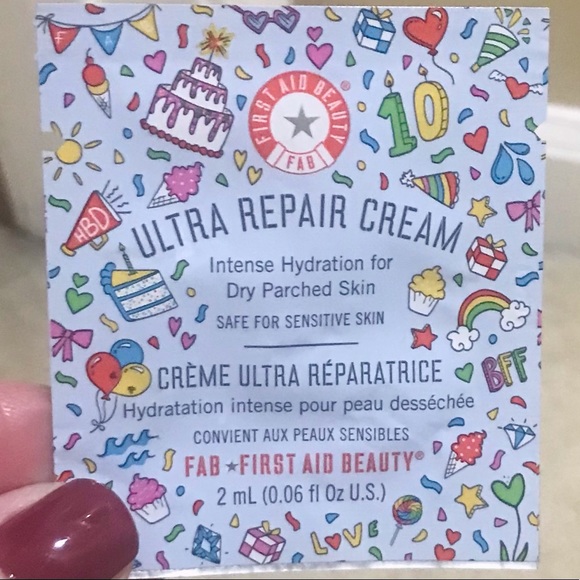 F
FIRST AID BEAUTY®
FAB
10
HBD
ULTRA REPAIR CREAM
Intense Hydration for
Dry Parched Skin
SAFE FOR SENSITIVE SKIN
CRÈME ULTRA RÉPARATRICE
Hydratation intense pour peau desséchée
BFF
CONVIENT AUX PEAUX SENSIBLES
FAB ★ FIRST AID BEAUTY®
2 mL (0.06 fl Oz U.S.)
LOVE